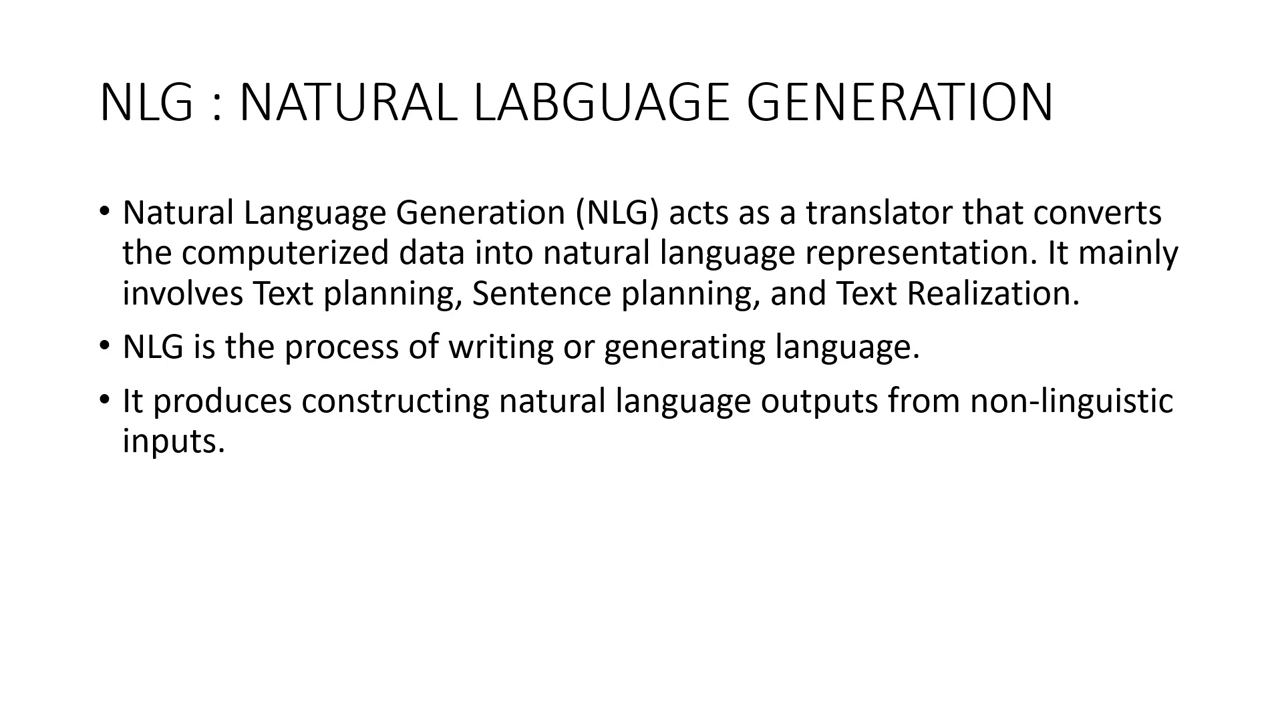 NLG : NATURAL LABGUAGE GENERATION
• Natural Language Generation (NLG) acts as a translator that converts
the computerized data into natural language representation. It mainly
involves Text planning, Sentence planning, and Text Realization.
• NLG is the process of writing or generating language.
• It produces constructing natural language outputs from non-linguistic
inputs.